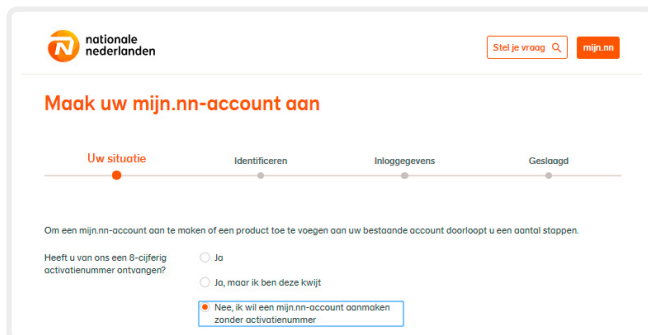 nationale
nederlanden
Stel je vraag
mijn.nn
Maak uw mijn.nn-account aan
Uw situatie
Identificeren
Inloggegevens
Geslaagd
Om een mijn.nn-account aan te maken of een product toe te voegen aan uw bestaande account doorloopt u een aantal stappen.
Heeft u van ons een 8-cijferig
activatienummer ontvangen?
Ja
Ja, maar ik ben deze kwijt
Nee, ik wil een mijn.nn-account aanmaken
zonder activatienummer